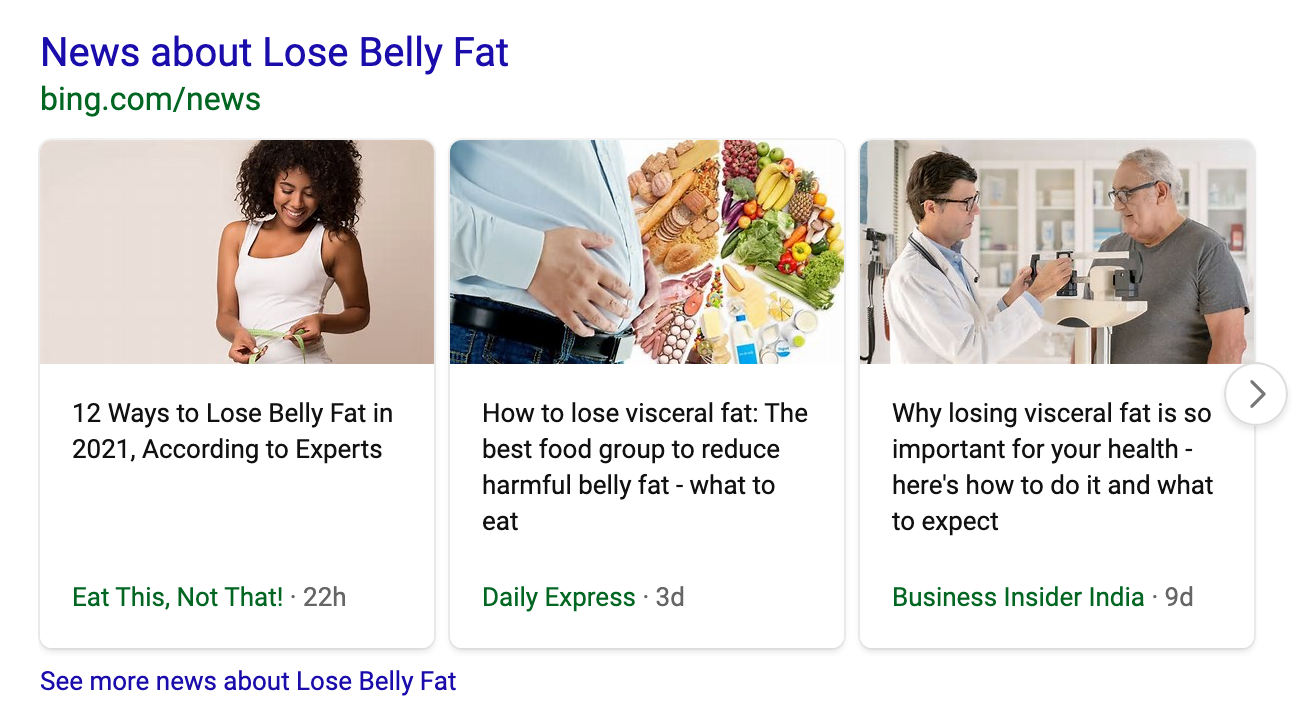 News about Lose Belly Fat
bing.com/news
12 Ways to Lose Belly Fat in
2021, According to Experts
Eat This, Not That! · 22h
How to lose visceral fat: The
best food group to reduce
harmful belly fat - what to
eat
Daily Express · 3d
Why losing visceral fat is so
important for your health -
here's how to do it and what
to expect
Business Insider India · 9d
See more news about Lose Belly Fat